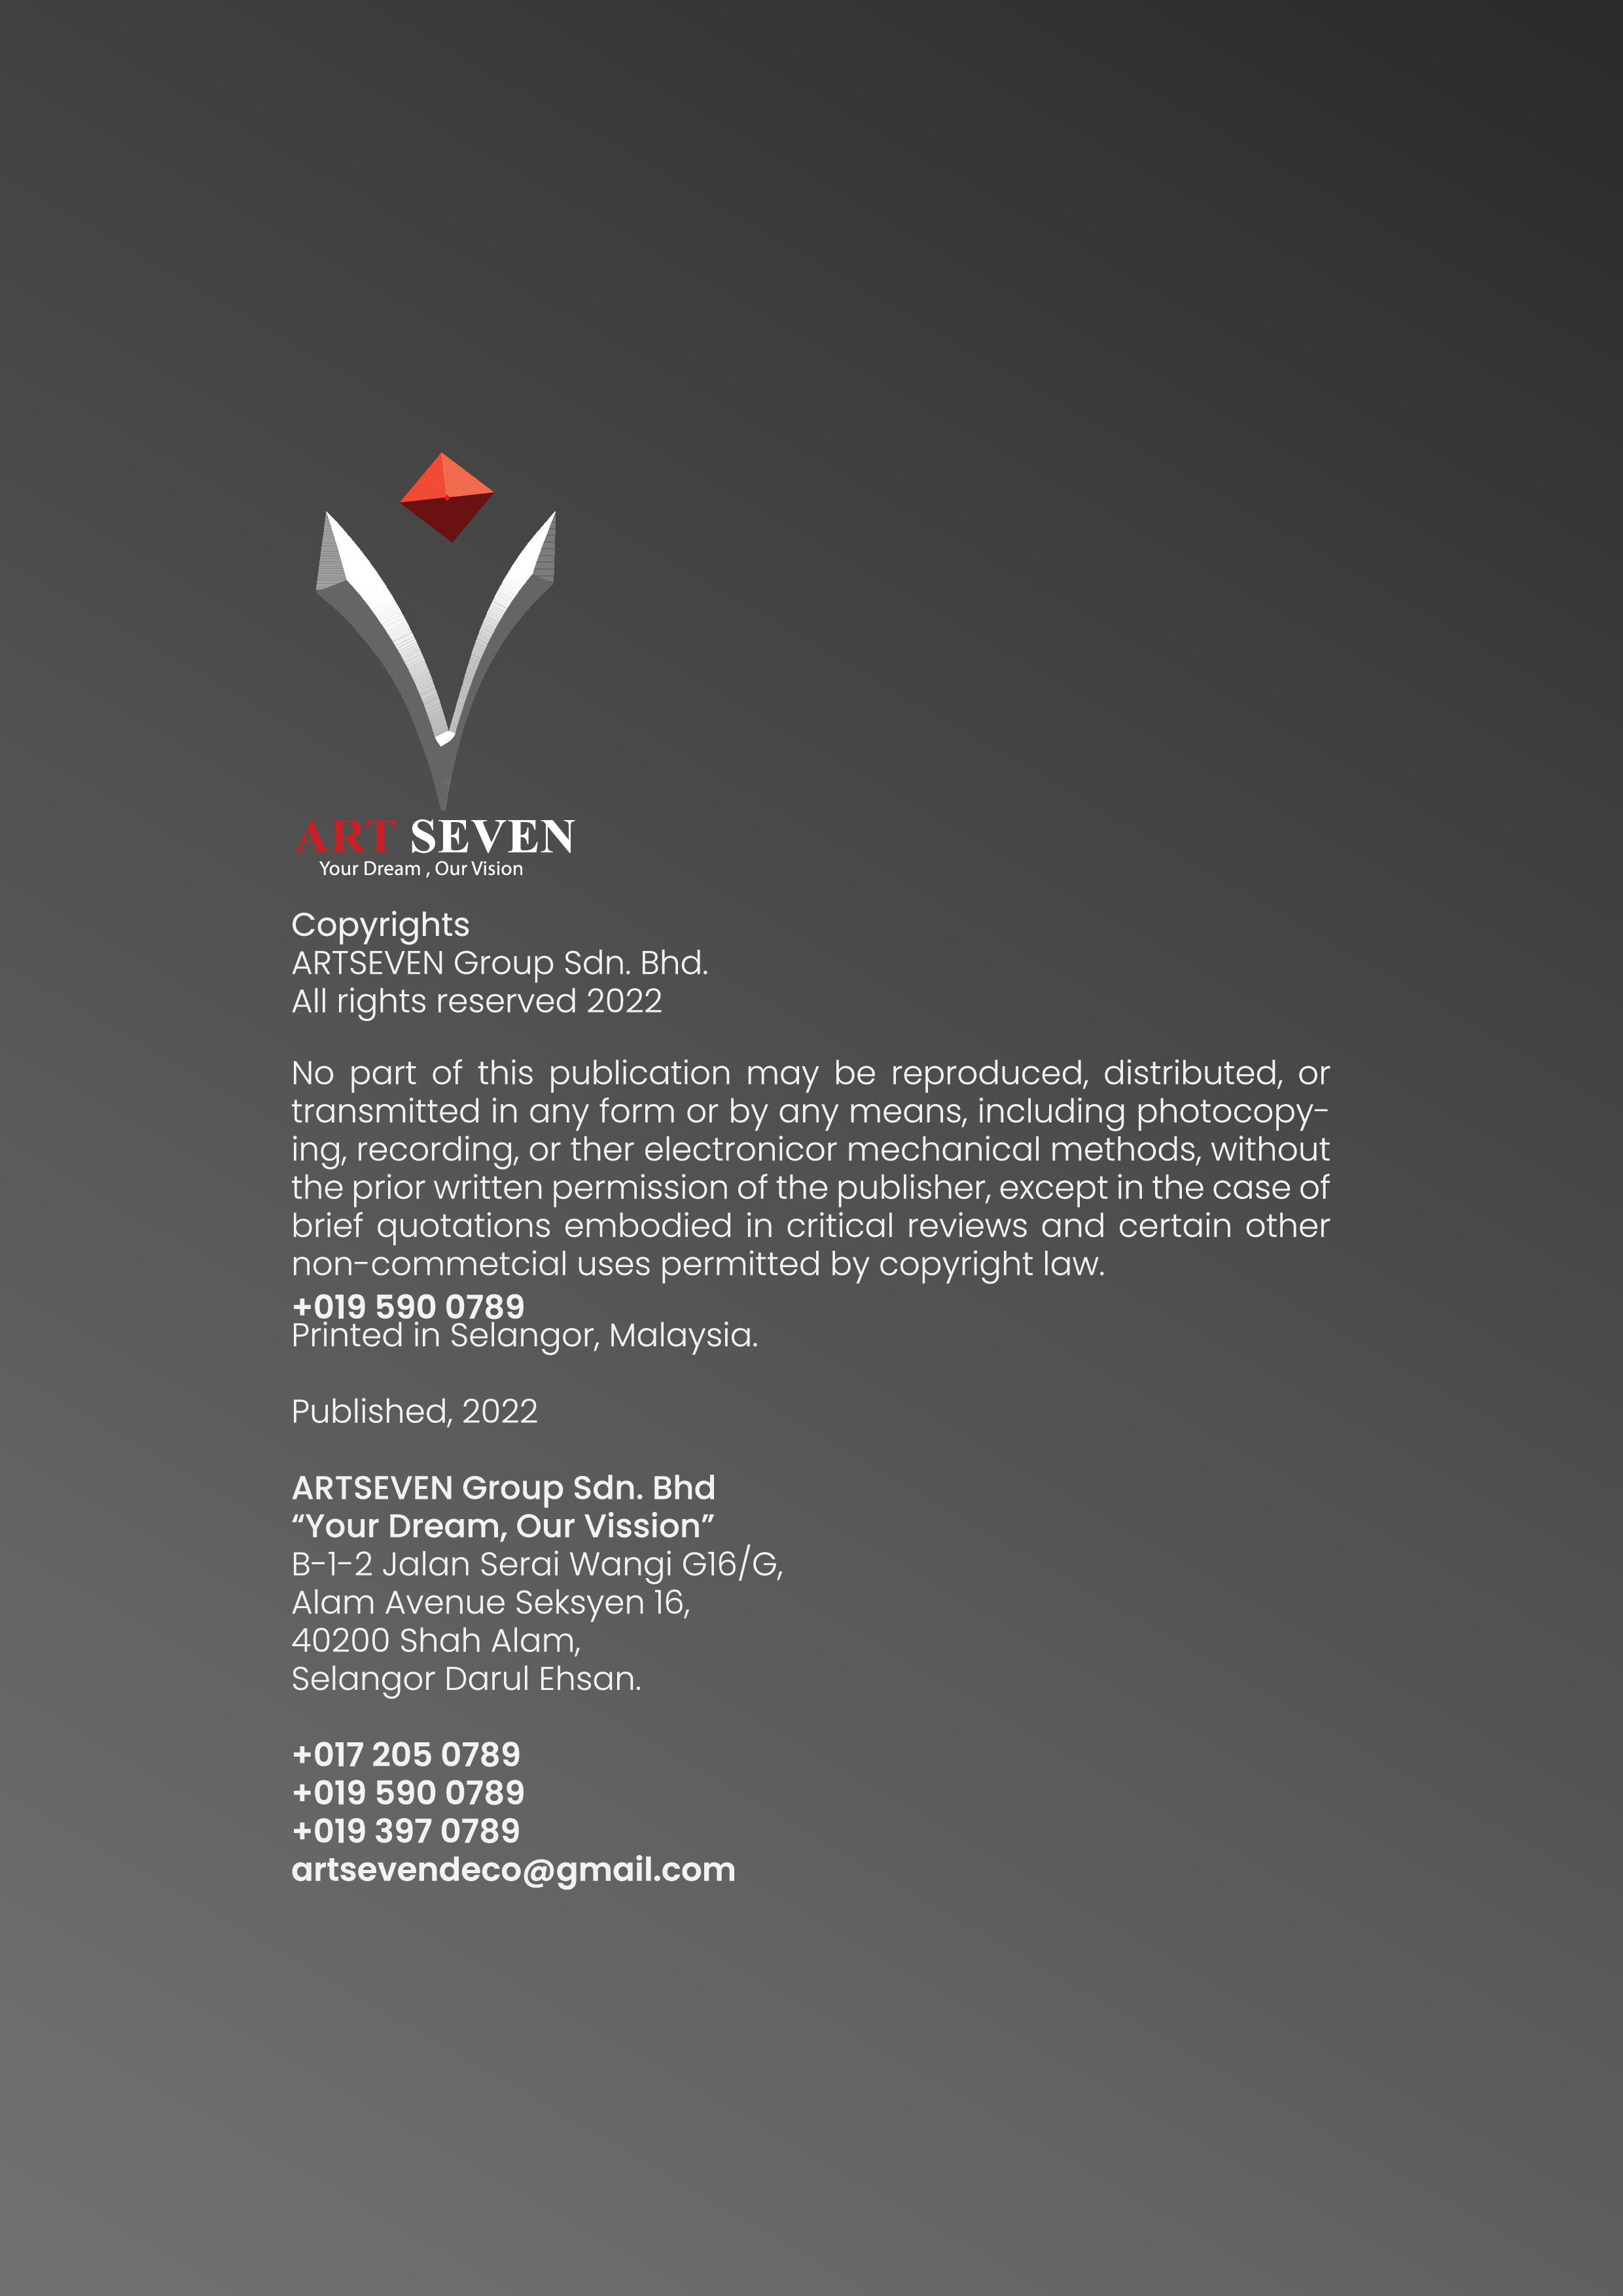 ART SEVEN
Your Dream , Our Vision
Copyrights
ARTSEVEN Group Sdn. Bhd.
All rights reserved 2022
No part of this publication may be reproduced, distributed, or
transmitted in any form or by any means, including photocopy-
ing, recording, or ther electronicor mechanical methods, without
the prior written permission of the publisher, except in the case of
brief quotations embodied in critical reviews and certain other
non-commetcial uses permitted by copyright law.
+019 590 0789
Printed in Selangor, Malaysia.
Published, 2022
ARTSEVEN Group Sdn. Bhd
“Your Dream, Our Vission”
B-1-2 Jalan Serai Wangi G16/G,
Alam Avenue Seksyen 16,
40200 Shah Alam,
Selangor Darul Ehsan.
+017 205 0789
+019 590 0789
+019 397 0789
artsevendeco@gmail.com